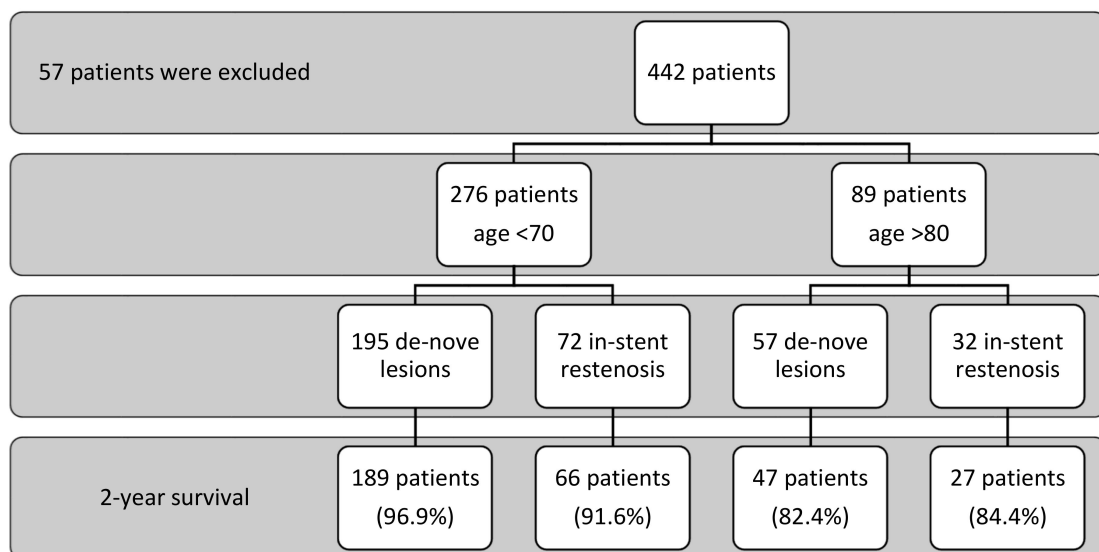 57 patients were excluded
442 patients
276 patients
age <70
89 patients
age >80
195 de-nove
lesions
72 in-stent
restenosis
57 de-nove
lesions
32 in-stent
restenosis
2-year survival
189 patients
(96.9%)
66 patients
(91.6%)
47 patients
(82.4%)
27 patients
(84.4%)